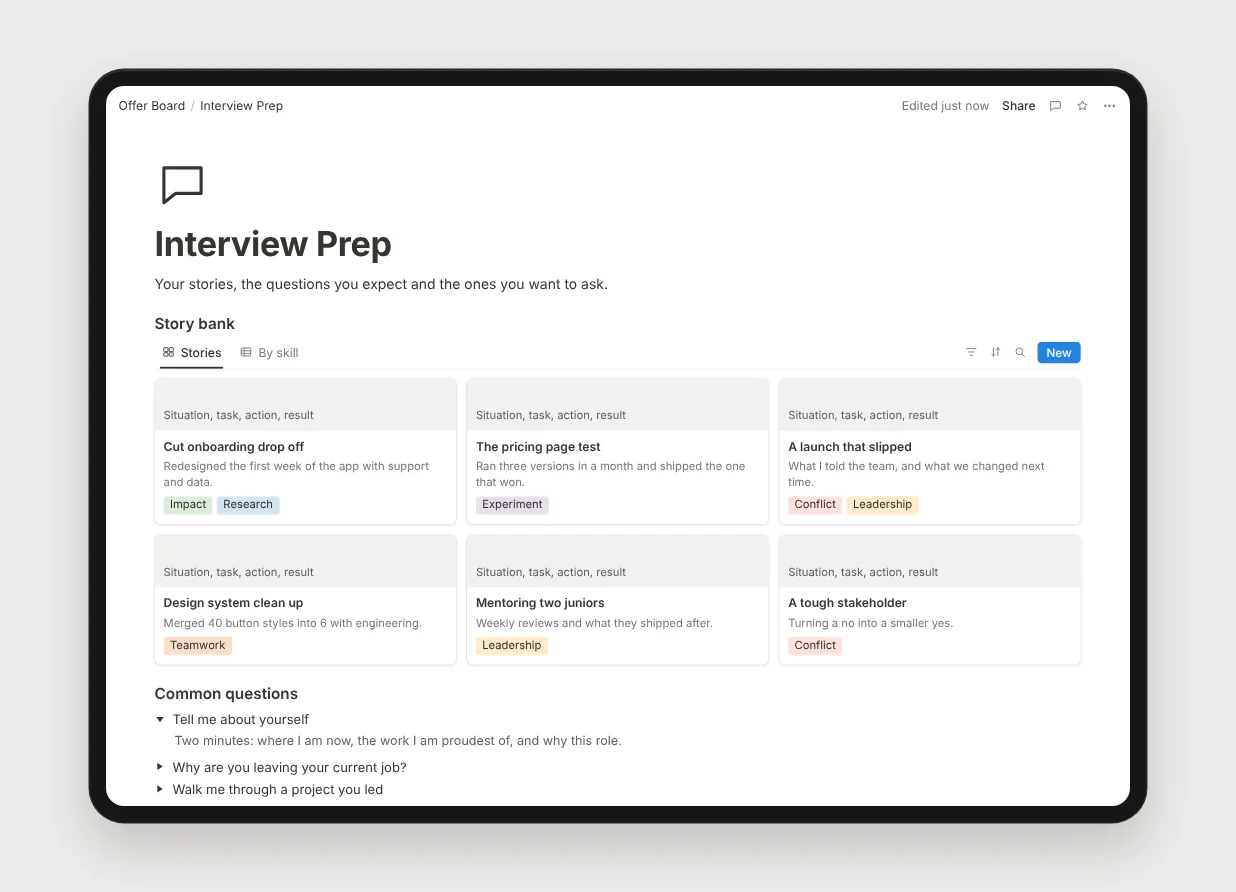 Offer Board / Interview Prep
Edited just now
Share
Interview Prep
Your stories, the questions you expect and the ones you want to ask.
Story bank
Stories
By skill
New
Situation, task, action, result
Cut onboarding drop off
Redesigned the first week of the app with support
and data.
Impact
Research
Situation, task, action, result
The pricing page test
Ran three versions in a month and shipped the one
that won.
Experiment
Situation, task, action, result
A launch that slipped
What I told the team, and what we changed next
time.
Conflict
Leadership
Situation, task, action, result
Design system clean up
Merged 40 button styles into 6 with engineering.
Teamwork
Situation, task, action, result
Mentoring two juniors
Weekly reviews and what they shipped after.
Leadership
Situation, task, action, result
A tough stakeholder
Turning a no into a smaller yes.
Conflict
Common questions
Tell me about yourself
Two minutes: where I am now, the work I am proudest of, and why this role.
Why are you leaving your current job?
Walk me through a project you led